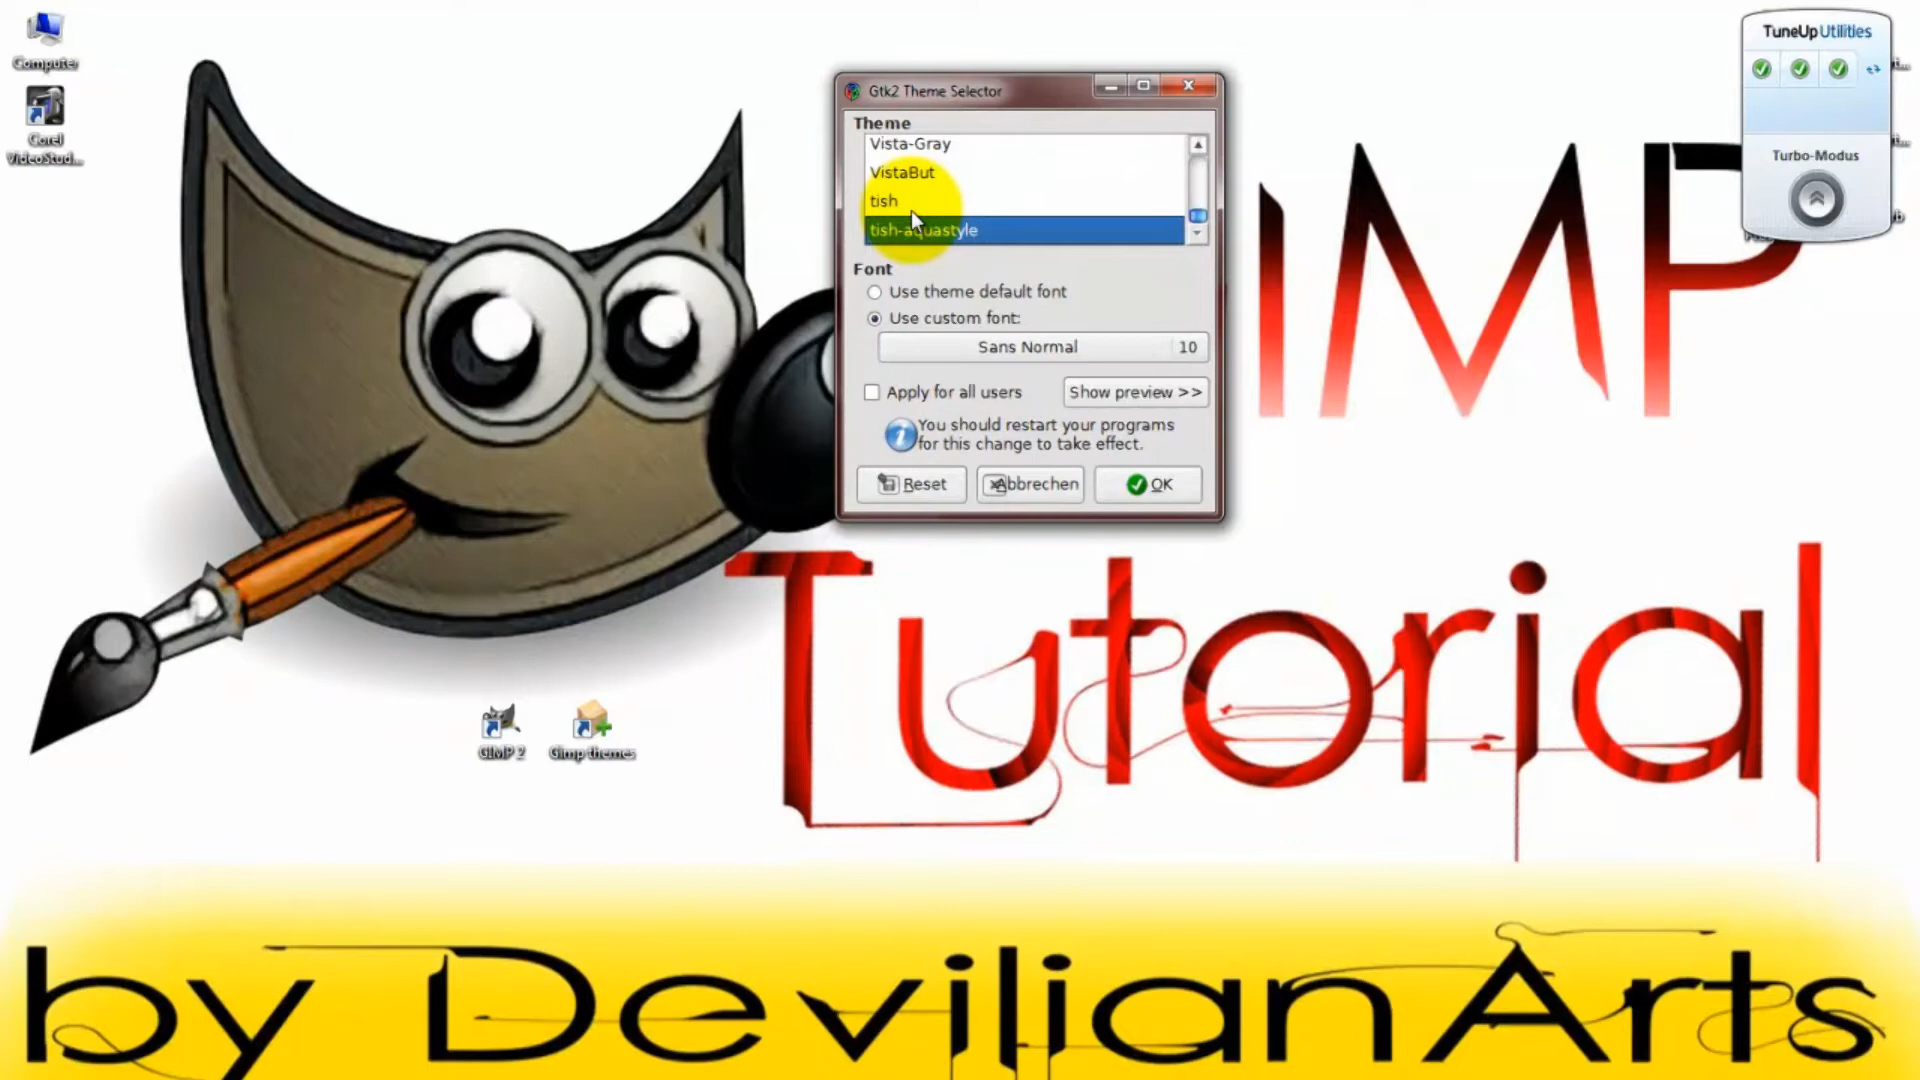 Computer
Corel
VideoStud...
Gtk2 Theme Selector
Theme
Vista-Gray
VistaBut
tish
tish-aquastyle
Font
Use theme default font
Use custom font:
Sans Normal 10
Apply for all users
Show preview >>
You should restart your programs
for this change to take effect.
Reset
Abbrechen
OK
TuneUp Utilities
Turbo-Modus
IMP
Tutorial
GIMP 2
Gimp themes
by DevilianArts